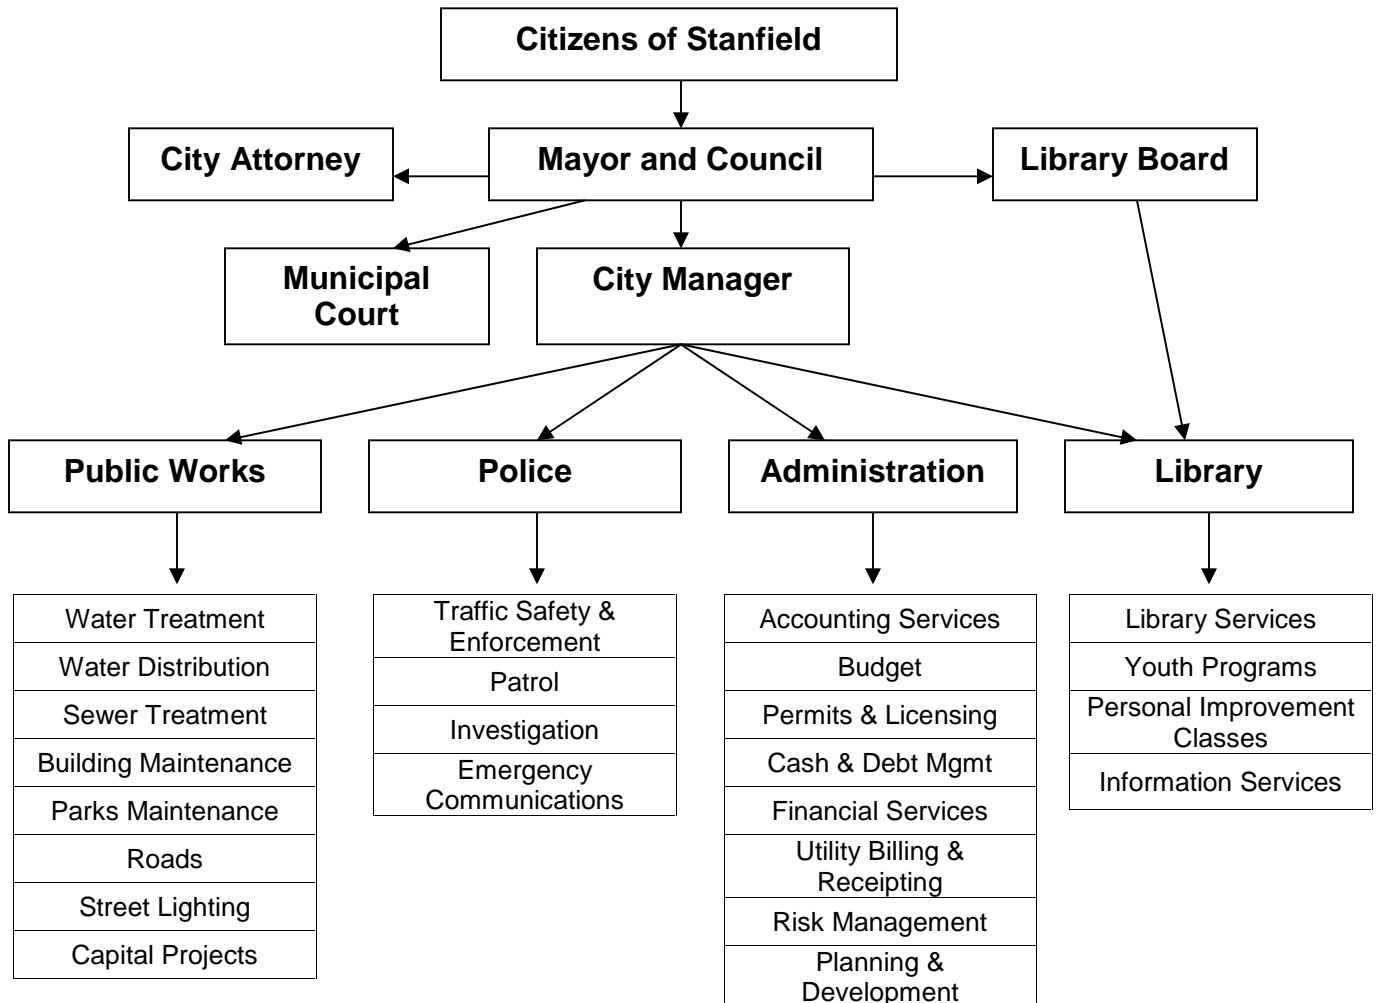 Citizens of Stanfield
City Attorney
Mayor and Council
Library Board
Municipal
Court
City Manager
Public Works
Police
Administration
Library
Water Treatment
Water Distribution
Sewer Treatment
Building Maintenance
Parks Maintenance
Roads
Street Lighting
Capital Projects
Traffic Safety &
Enforcement
Patrol
Investigation
Emergency
Communications
Accounting Services
Budget
Permits & Licensing
Cash & Debt Mgmt
Financial Services
Utility Billing &
Receipting
Risk Management
Planning &
Development
Library Services
Youth Programs
Personal Improvement
Classes
Information Services